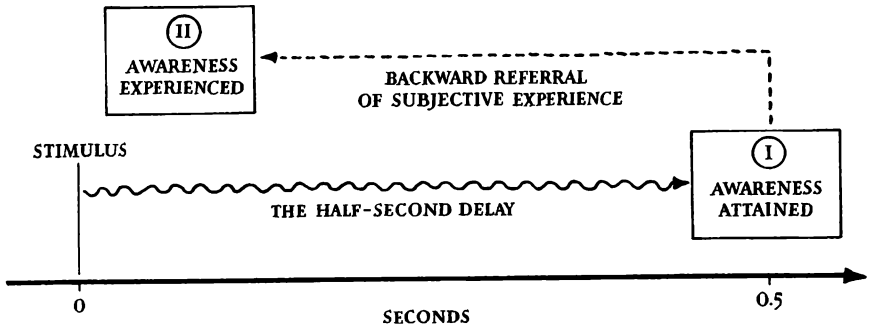 II
AWARENESS
EXPERIENCED
BACKWARD REFERRAL
OF SUBJECTIVE EXPERIENCE
STIMULUS
I
AWARENESS
ATTAINED
THE HALF-SECOND DELAY
0
0.5
SECONDS